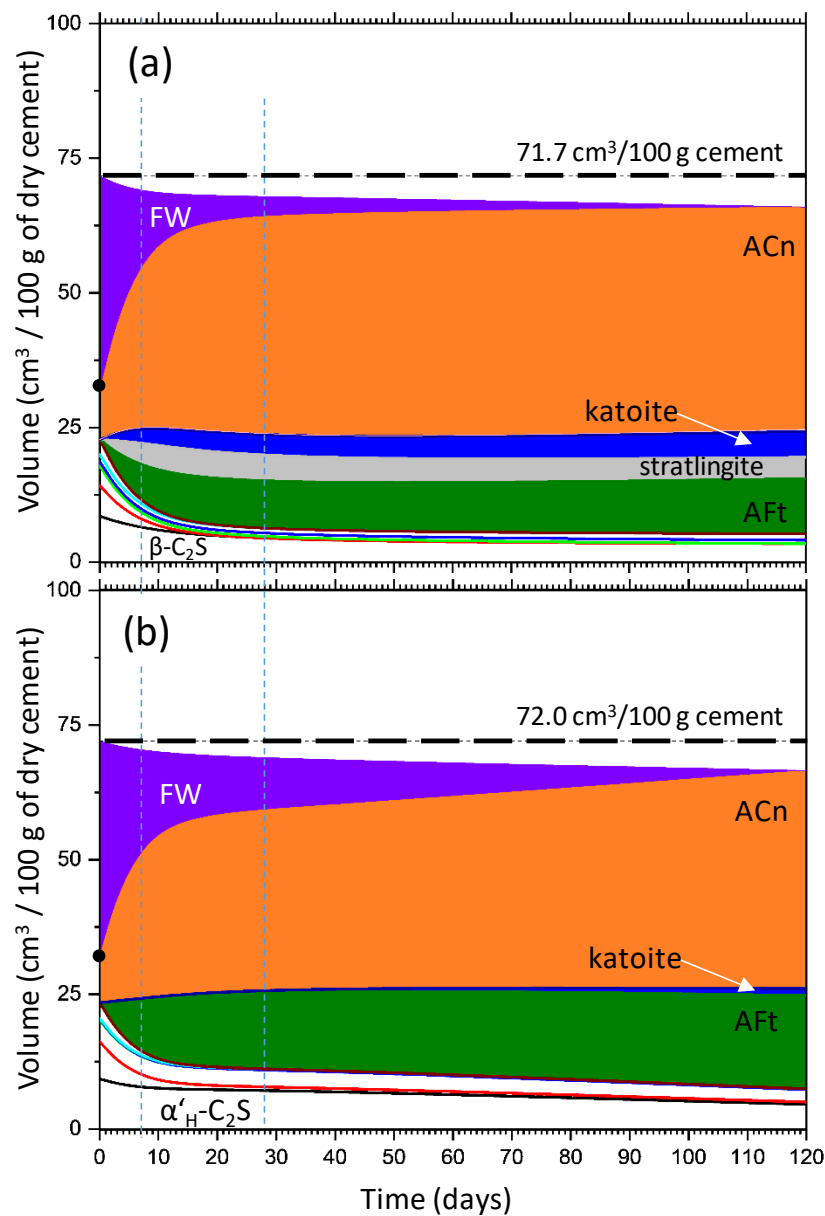 Volume (cm³ / 100 g of dry cement)
100
75
50
25
0
(a)
71.7 cm³/100 g cement
FW
ACn
katoite
stratlingite
AFt
β-C₂S
Volume (cm³ / 100 g of dry cement)
100
75
50
25
0
(b)
72.0 cm³/100 g cement
FW
ACn
katoite
AFt
α‘H-C₂S
0 10 20 30 40 50 60 70 80 90 100 110 120
Time (days)